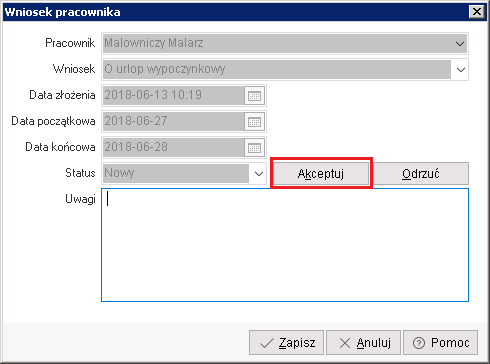 Wniosek pracownika
Pracownik Malowniczy Malarz
Wniosek O urlop wypoczynkowy
Data złożenia 2018-06-13 10:19
Data początkowa 2018-06-27
Data końcowa 2018-06-28
Status Nowy Akceptuj Odrzuć
Uwagi
Zapisz Anuluj Pomoc